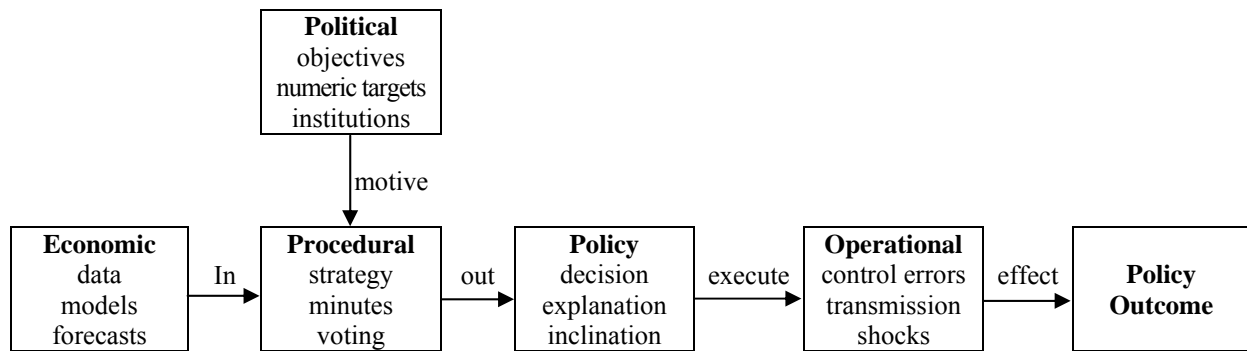 Political
objectives
numeric targets
institutions
motive
Economic
data
models
forecasts
In
Procedural
strategy
minutes
voting
out
Policy
decision
explanation
inclination
execute
Operational
control errors
transmission
shocks
effect
Policy
Outcome